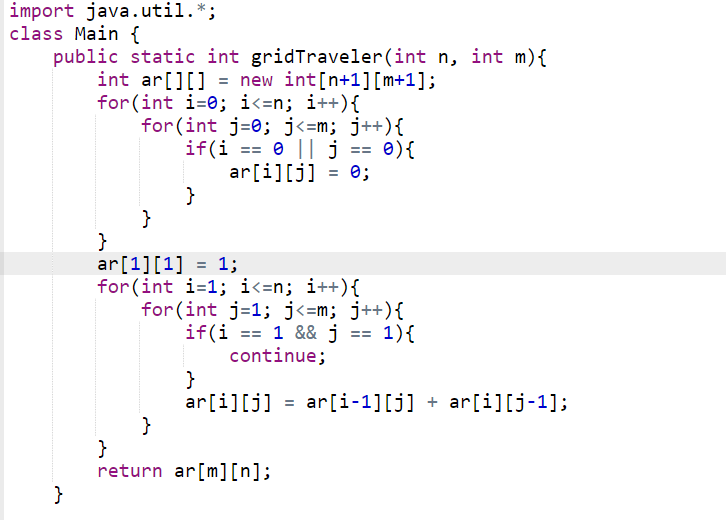 import java.util.*;
class Main {
    public static int gridTraveler(int n, int m){
        int ar[][] = new int[n+1][m+1];
        for(int i=0; i<=n; i++){
            for(int j=0; j<=m; j++){
                if(i == 0 || j == 0){
                    ar[i][j] = 0;
                }
            }
        }
        ar[1][1] = 1;
        for(int i=1; i<=n; i++){
            for(int j=1; j<=m; j++){
                if(i == 1 && j == 1){
                    continue;
                }
                ar[i][j] = ar[i-1][j] + ar[i][j-1];
            }
        }
        return ar[m][n];
    }